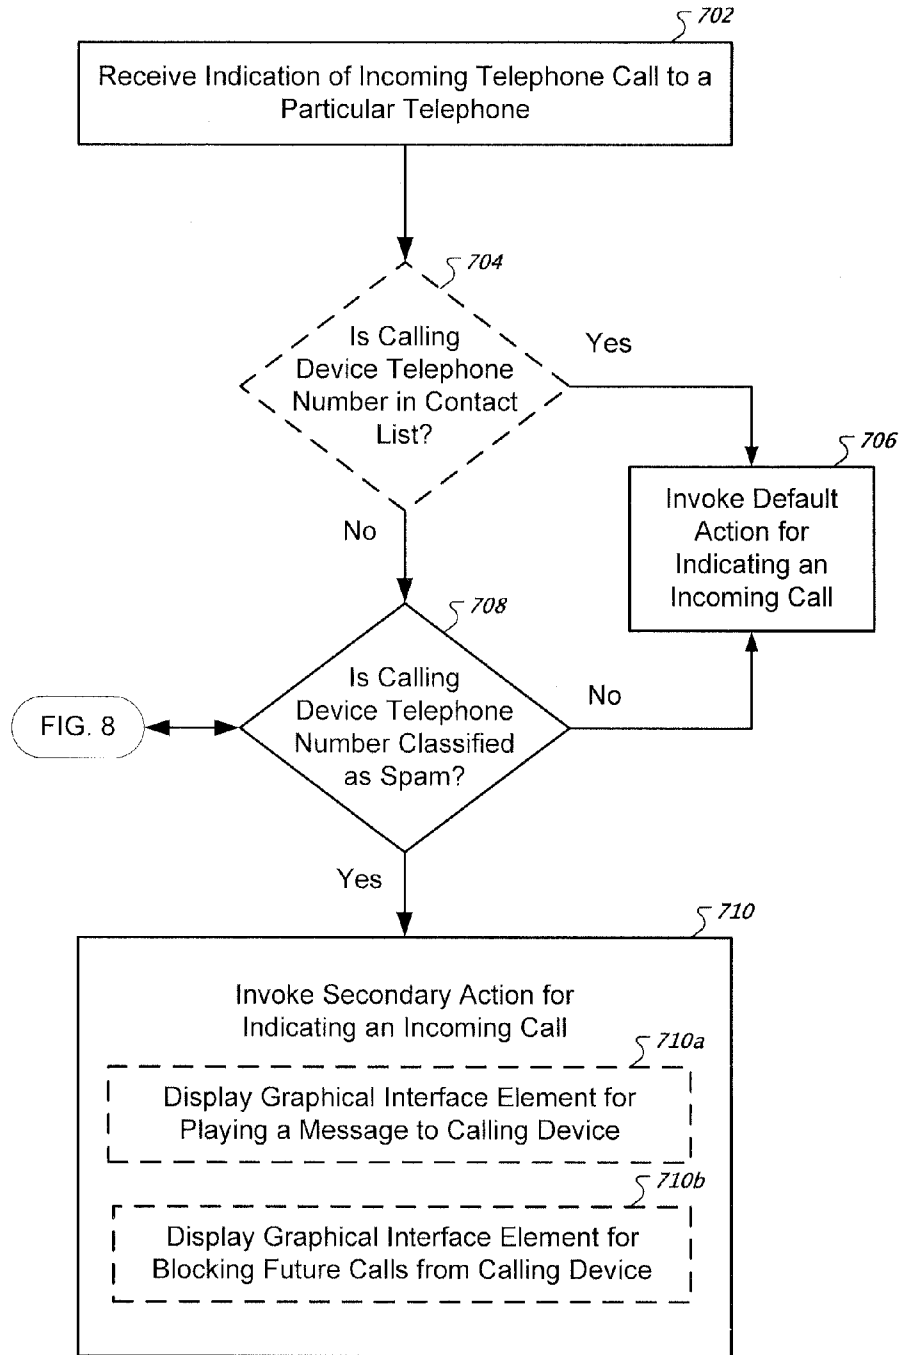 702
Receive Indication of Incoming Telephone Call to a
Particular Telephone
704
Is Calling
Device Telephone
Number in Contact
List?
Yes
706
Invoke Default
Action for
Indicating an
Incoming Call
No
708
Is Calling
Device Telephone
Number Classified
as Spam?
No
FIG. 8
Yes
710
Invoke Secondary Action for
Indicating an Incoming Call
710a
Display Graphical Interface Element for
Playing a Message to Calling Device
710b
Display Graphical Interface Element for
Blocking Future Calls from Calling Device